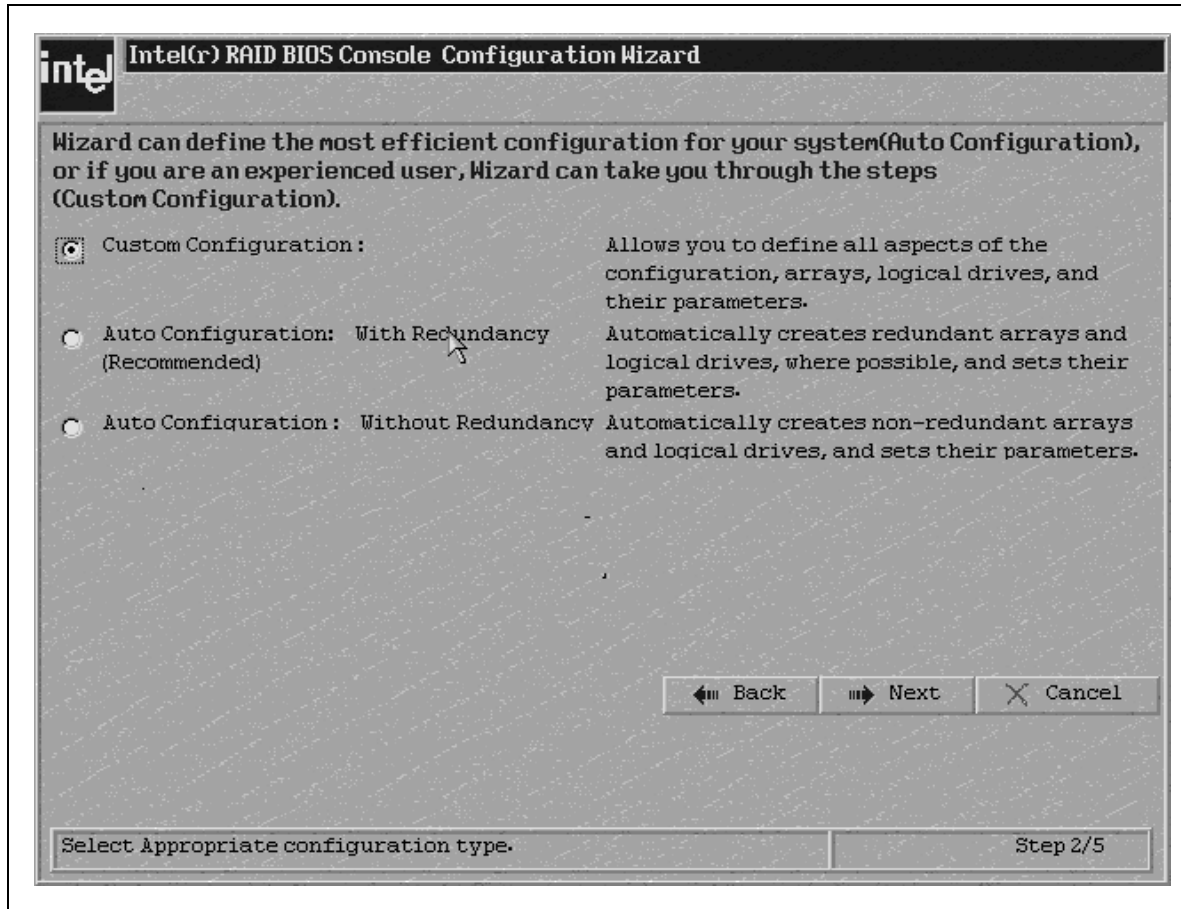 intel
Intel(r) RAID BIOS Console Configuration Wizard
Wizard can define the most efficient configuration for your system(Auto Configuration),
or if you are an experienced user, Wizard can take you through the steps
(Custom Configuration).
Custom Configuration:
Allows you to define all aspects of the
configuration, arrays, logical drives, and
their parameters.
Auto Configuration: With Redundancy
(Recommended)
Automatically creates redundant arrays and
logical drives, where possible, and sets their
parameters.
Auto Configuration: Without Redundancy
Automatically creates non-redundant arrays
and logical drives, and sets their parameters.
Back
Next
Cancel
Select Appropriate configuration type.
Step 2/5